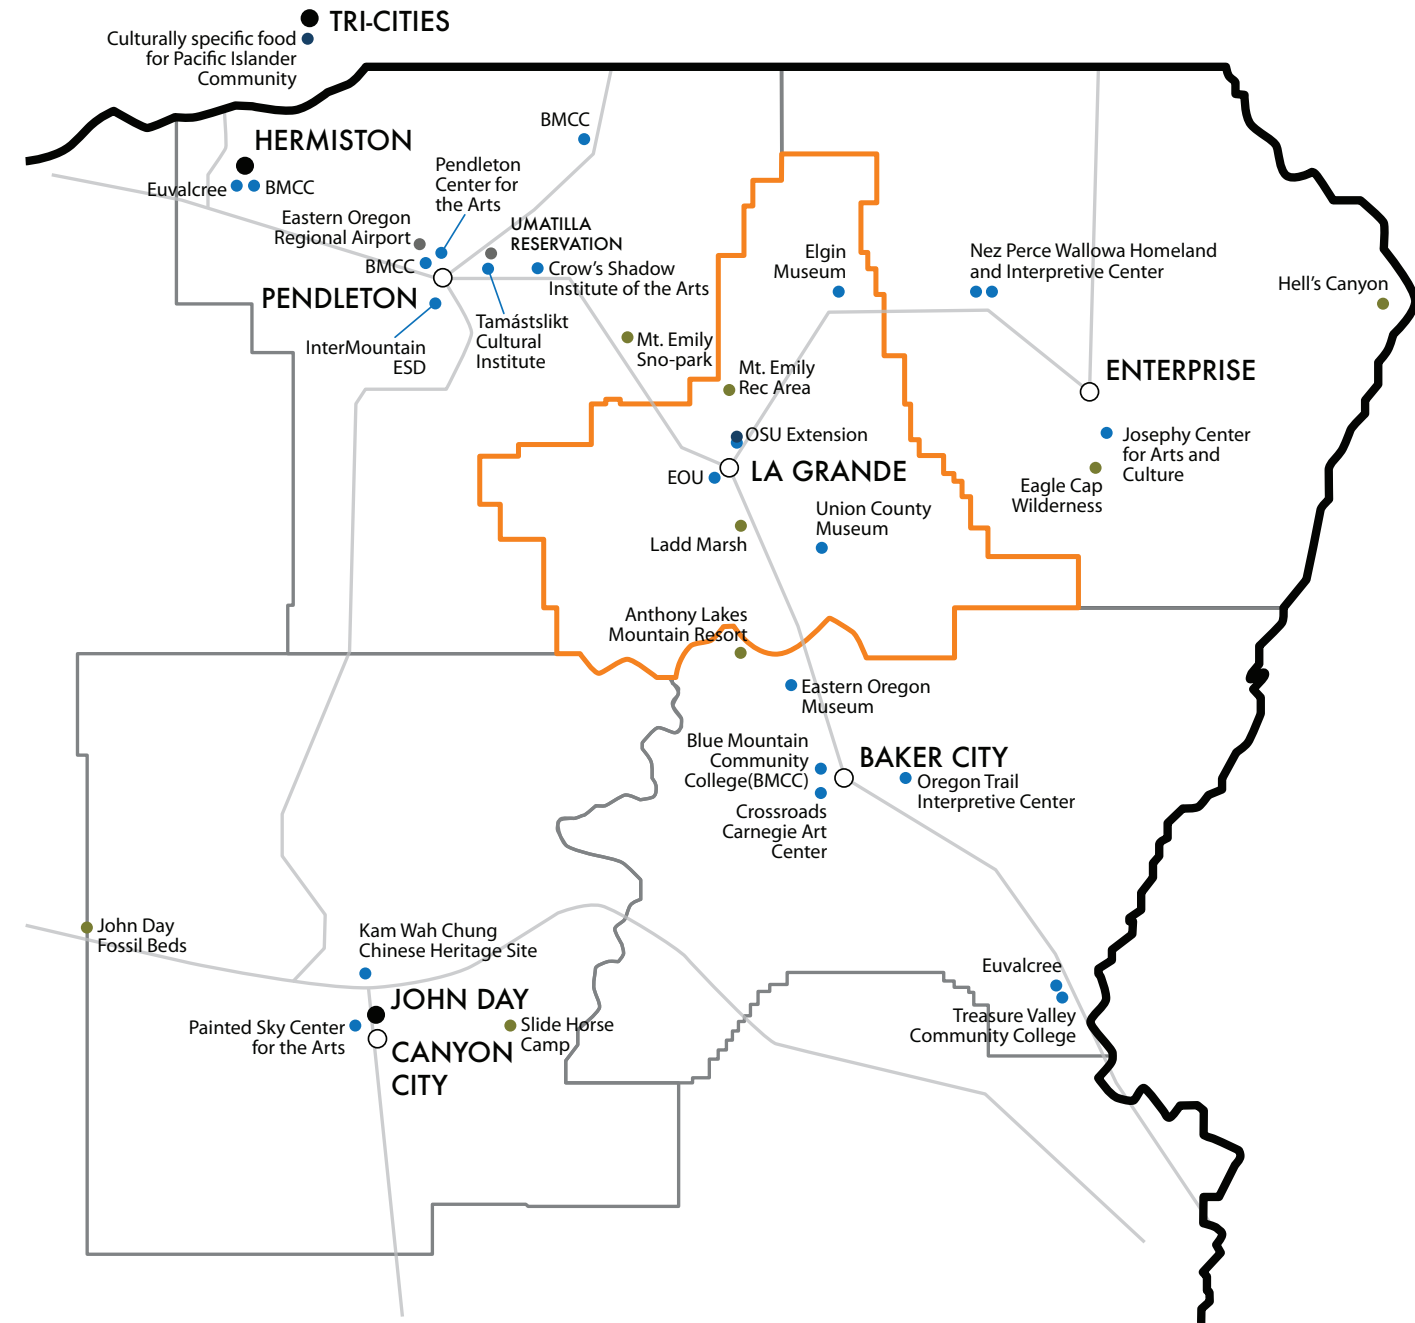 TRI-CITIES
Culturally specific food
for Pacific Islander
Community
HERMISTON
Euvalcree
BMCC
BMCC
Pendleton
Center for
the Arts
Eastern Oregon
Regional Airport
UMATILLA
RESERVATION
BMCC
Crow's Shadow
Institute of the Arts
PENDLETON
Tamástslikt
Cultural
Institute
InterMountain
ESD
Mt. Emily
Sno-park
Mt. Emily
Rec Area
Elgin
Museum
Nez Perce Wallowa Homeland
and Interpretive Center
Hell's Canyon
ENTERPRISE
Josephy Center
for Arts and
Culture
Eagle Cap
Wilderness
OSU Extension
LA GRANDE
EOU
Union County
Museum
Ladd Marsh
Anthony Lakes
Mountain Resort
Eastern Oregon
Museum
Blue Mountain
Community
College(BMCC)
BAKER CITY
Oregon Trail
Interpretive Center
Crossroads
Carnegie Art
Center
John Day
Fossil Beds
Kam Wah Chung
Chinese Heritage Site
JOHN DAY
Painted Sky Center
for the Arts
CANYON
CITY
Slide Horse
Camp
Euvalcree
Treasure Valley
Community College